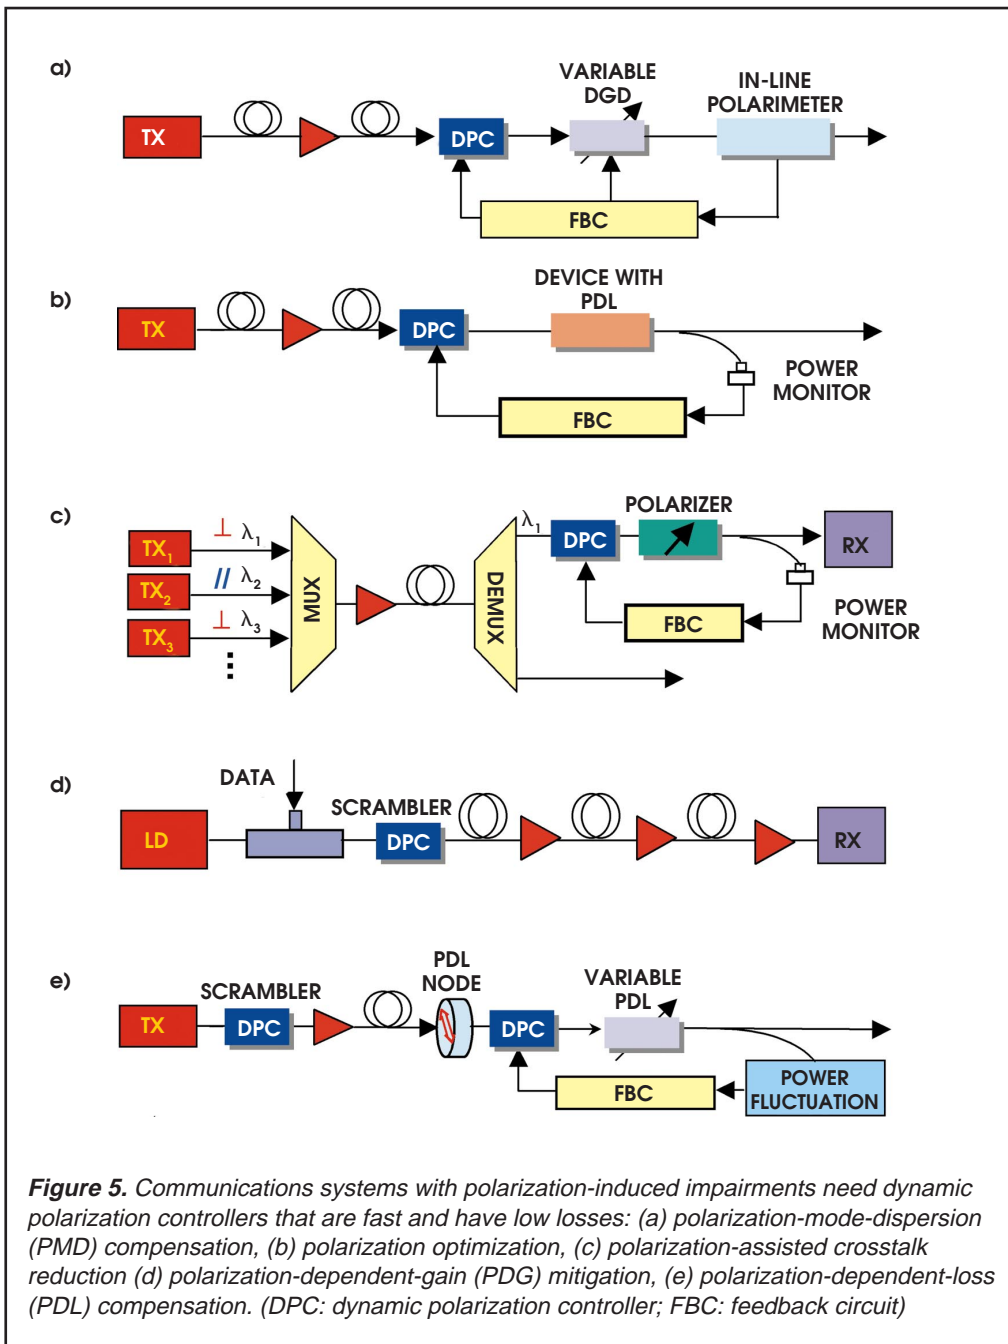 a)
VARIABLE
DGD
IN-LINE
POLARIMETER
TX
DPC
FBC
b)
DEVICE WITH
PDL
TX
DPC
POWER
MONITOR
FBC
c)
⊥ λ1
TX1
// λ2
TX2
⊥ λ3
TX3
MUX
DEMUX
λ1
DPC
POLARIZER
RX
FBC
POWER
MONITOR
d)
DATA
SCRAMBLER
LD
DPC
RX
e)
SCRAMBLER
PDL
NODE
VARIABLE
PDL
TX
DPC
DPC
FBC
POWER
FLUCTUATION
Figure 5. Communications systems with polarization-induced impairments need dynamic
polarization controllers that are fast and have low losses: (a) polarization-mode-dispersion
(PMD) compensation, (b) polarization optimization, (c) polarization-assisted crosstalk
reduction (d) polarization-dependent-gain (PDG) mitigation, (e) polarization-dependent-loss
(PDL) compensation. (DPC: dynamic polarization controller; FBC: feedback circuit)